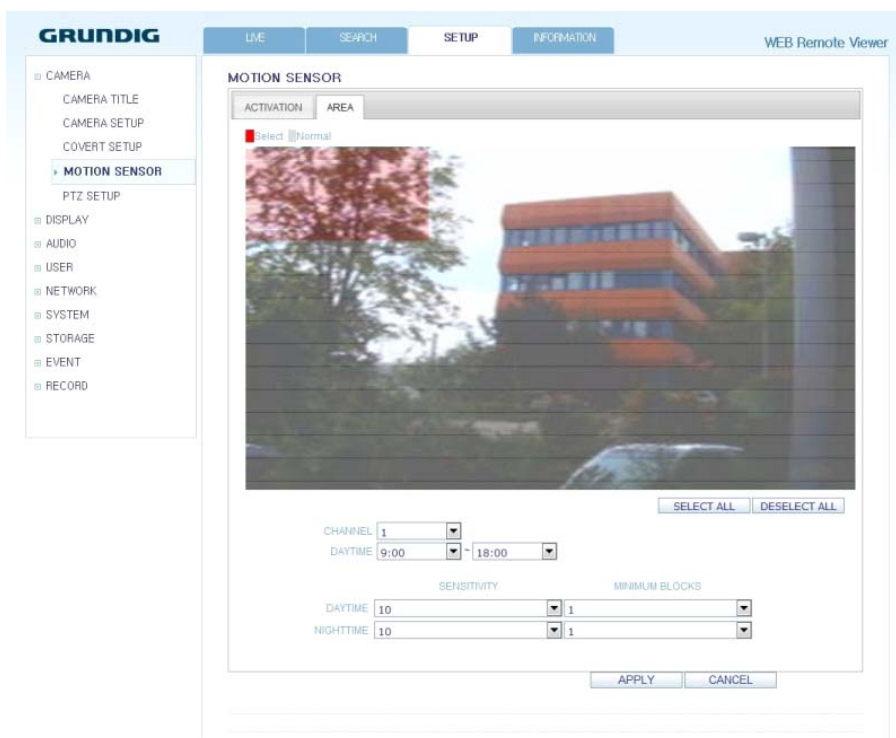 GRUNDIG
LIVE SEARCH SETUP INFORMATION
WEB Remote Viewer
CAMERA
CAMERA TITLE
CAMERA SETUP
COVERT SETUP
MOTION SENSOR
PTZ SETUP
DISPLAY
AUDIO
USER
NETWORK
SYSTEM
STORAGE
EVENT
RECORD
MOTION SENSOR
ACTIVATION AREA
Select Normal
SELECT ALL DESELECT ALL
CHANNEL 1
DAYTIME 9:00 ~ 18:00
SENSITIVITY MINIMUM BLOCKS
DAYTIME 10 1
NIGHTTIME 10 1
APPLY CANCEL